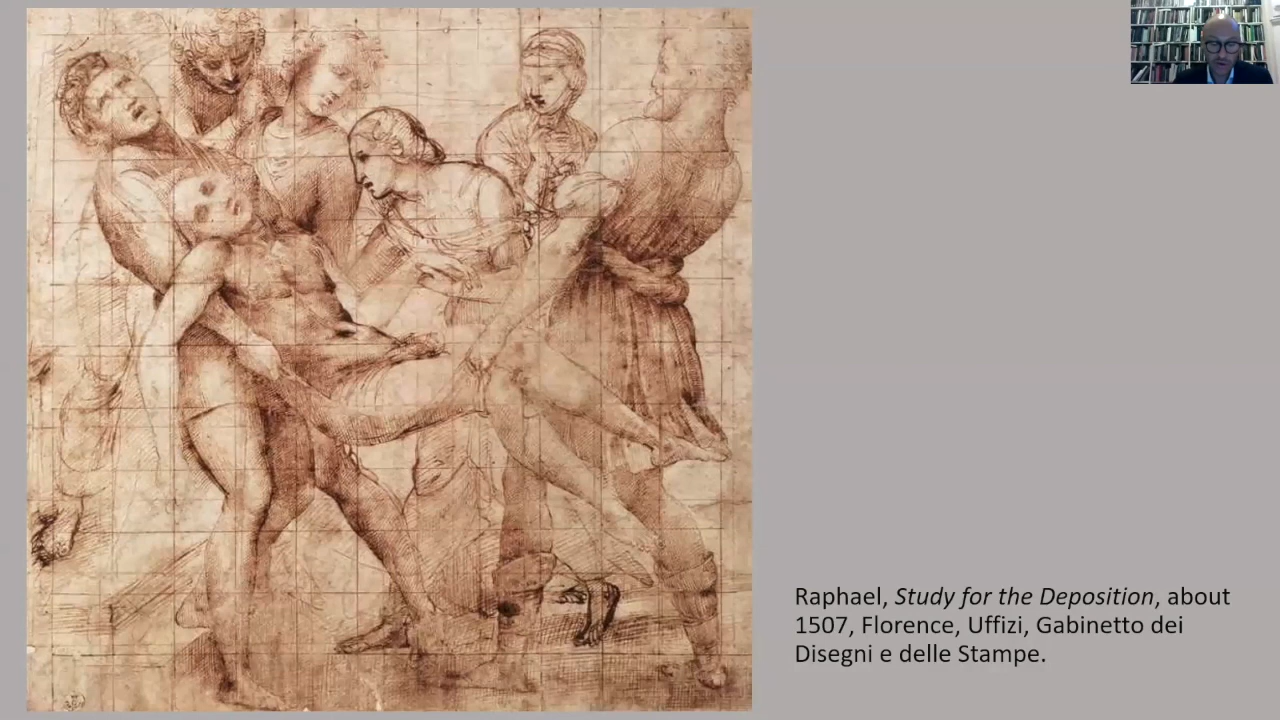 Raphael, Study for the Deposition, about
1507, Florence, Uffizi, Gabinetto dei
Disegni e delle Stampe.